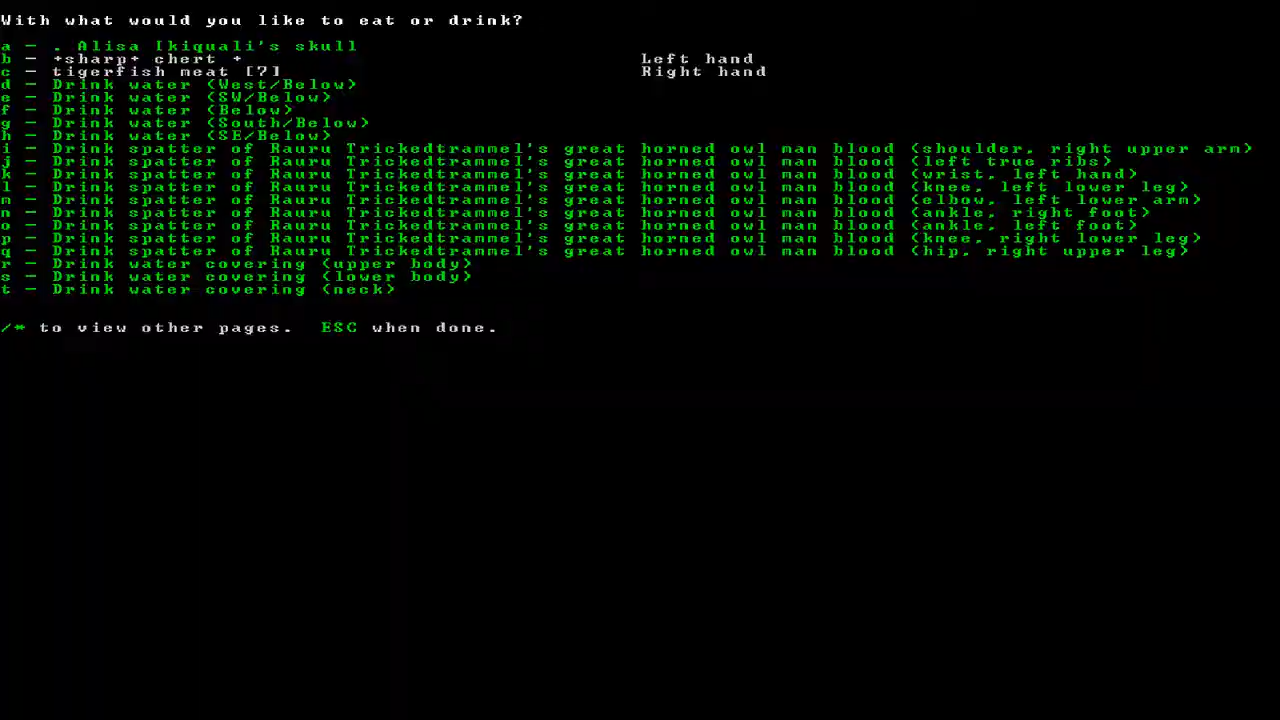 With what would you like to eat or drink?
a - . Alisa Ikiquali's skull
b - +sharp+ chert + Left hand
c - tigerfish meat [7] Right hand
d - Drink water (West/Below)
e - Drink water (SW/Below)
f - Drink water (Below)
g - Drink water (South/Below)
h - Drink water (SE/Below)
i - Drink spatter of Rauru Trickedtrammel's great horned owl man blood (shoulder, right upper arm)
j - Drink spatter of Rauru Trickedtrammel's great horned owl man blood (left true ribs)
k - Drink spatter of Rauru Trickedtrammel's great horned owl man blood (wrist, left hand)
l - Drink spatter of Rauru Trickedtrammel's great horned owl man blood (knee, left lower leg)
m - Drink spatter of Rauru Trickedtrammel's great horned owl man blood (elbow, left lower arm)
n - Drink spatter of Rauru Trickedtrammel's great horned owl man blood (ankle, right foot)
o - Drink spatter of Rauru Trickedtrammel's great horned owl man blood (ankle, left foot)
p - Drink spatter of Rauru Trickedtrammel's great horned owl man blood (knee, right lower leg)
q - Drink spatter of Rauru Trickedtrammel's great horned owl man blood (hip, right upper leg)
r - Drink water covering (upper body)
s - Drink water covering (lower body)
t - Drink water covering (neck)
/* to view other pages. ESC when done.